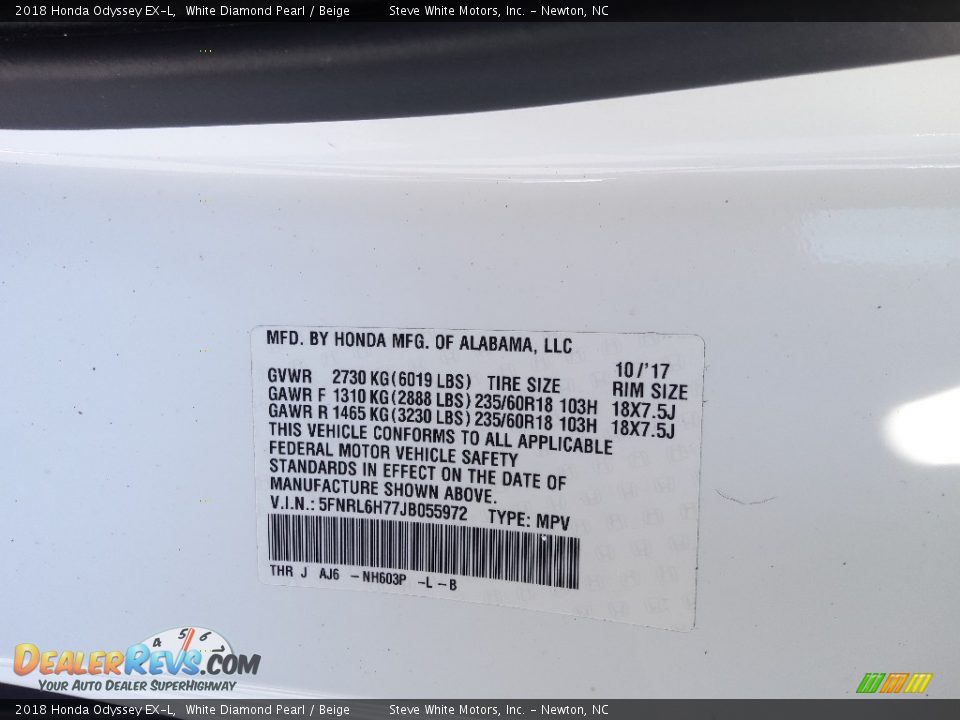 2018 Honda Odyssey EX-L, White Diamond Pearl / Beige Steve White Motors, Inc. - Newton, NC
MFD. BY HONDA MFG. OF ALABAMA, LLC
10/'17
GVWR 2730 KG(6019 LBS) TIRE SIZE RIM SIZE
GAWR F 1310 KG(2888 LBS) 235/60R18 103H 18X7.5J
GAWR R 1465 KG(3230 LBS) 235/60R18 103H 18X7.5J
THIS VEHICLE CONFORMS TO ALL APPLICABLE
FEDERAL MOTOR VEHICLE SAFETY
STANDARDS IN EFFECT ON THE DATE OF
MANUFACTURE SHOWN ABOVE.
V.I.N.: 5FNRL6H77JB055972 TYPE: MPV
THR J AJ6 -NH603P -L -B
4 5 6 7
DEALERREVS.COM
YOUR AUTO DEALER SUPERHIGHWAY
2018 Honda Odyssey EX-L, White Diamond Pearl / Beige Steve White Motors, Inc. - Newton, NC